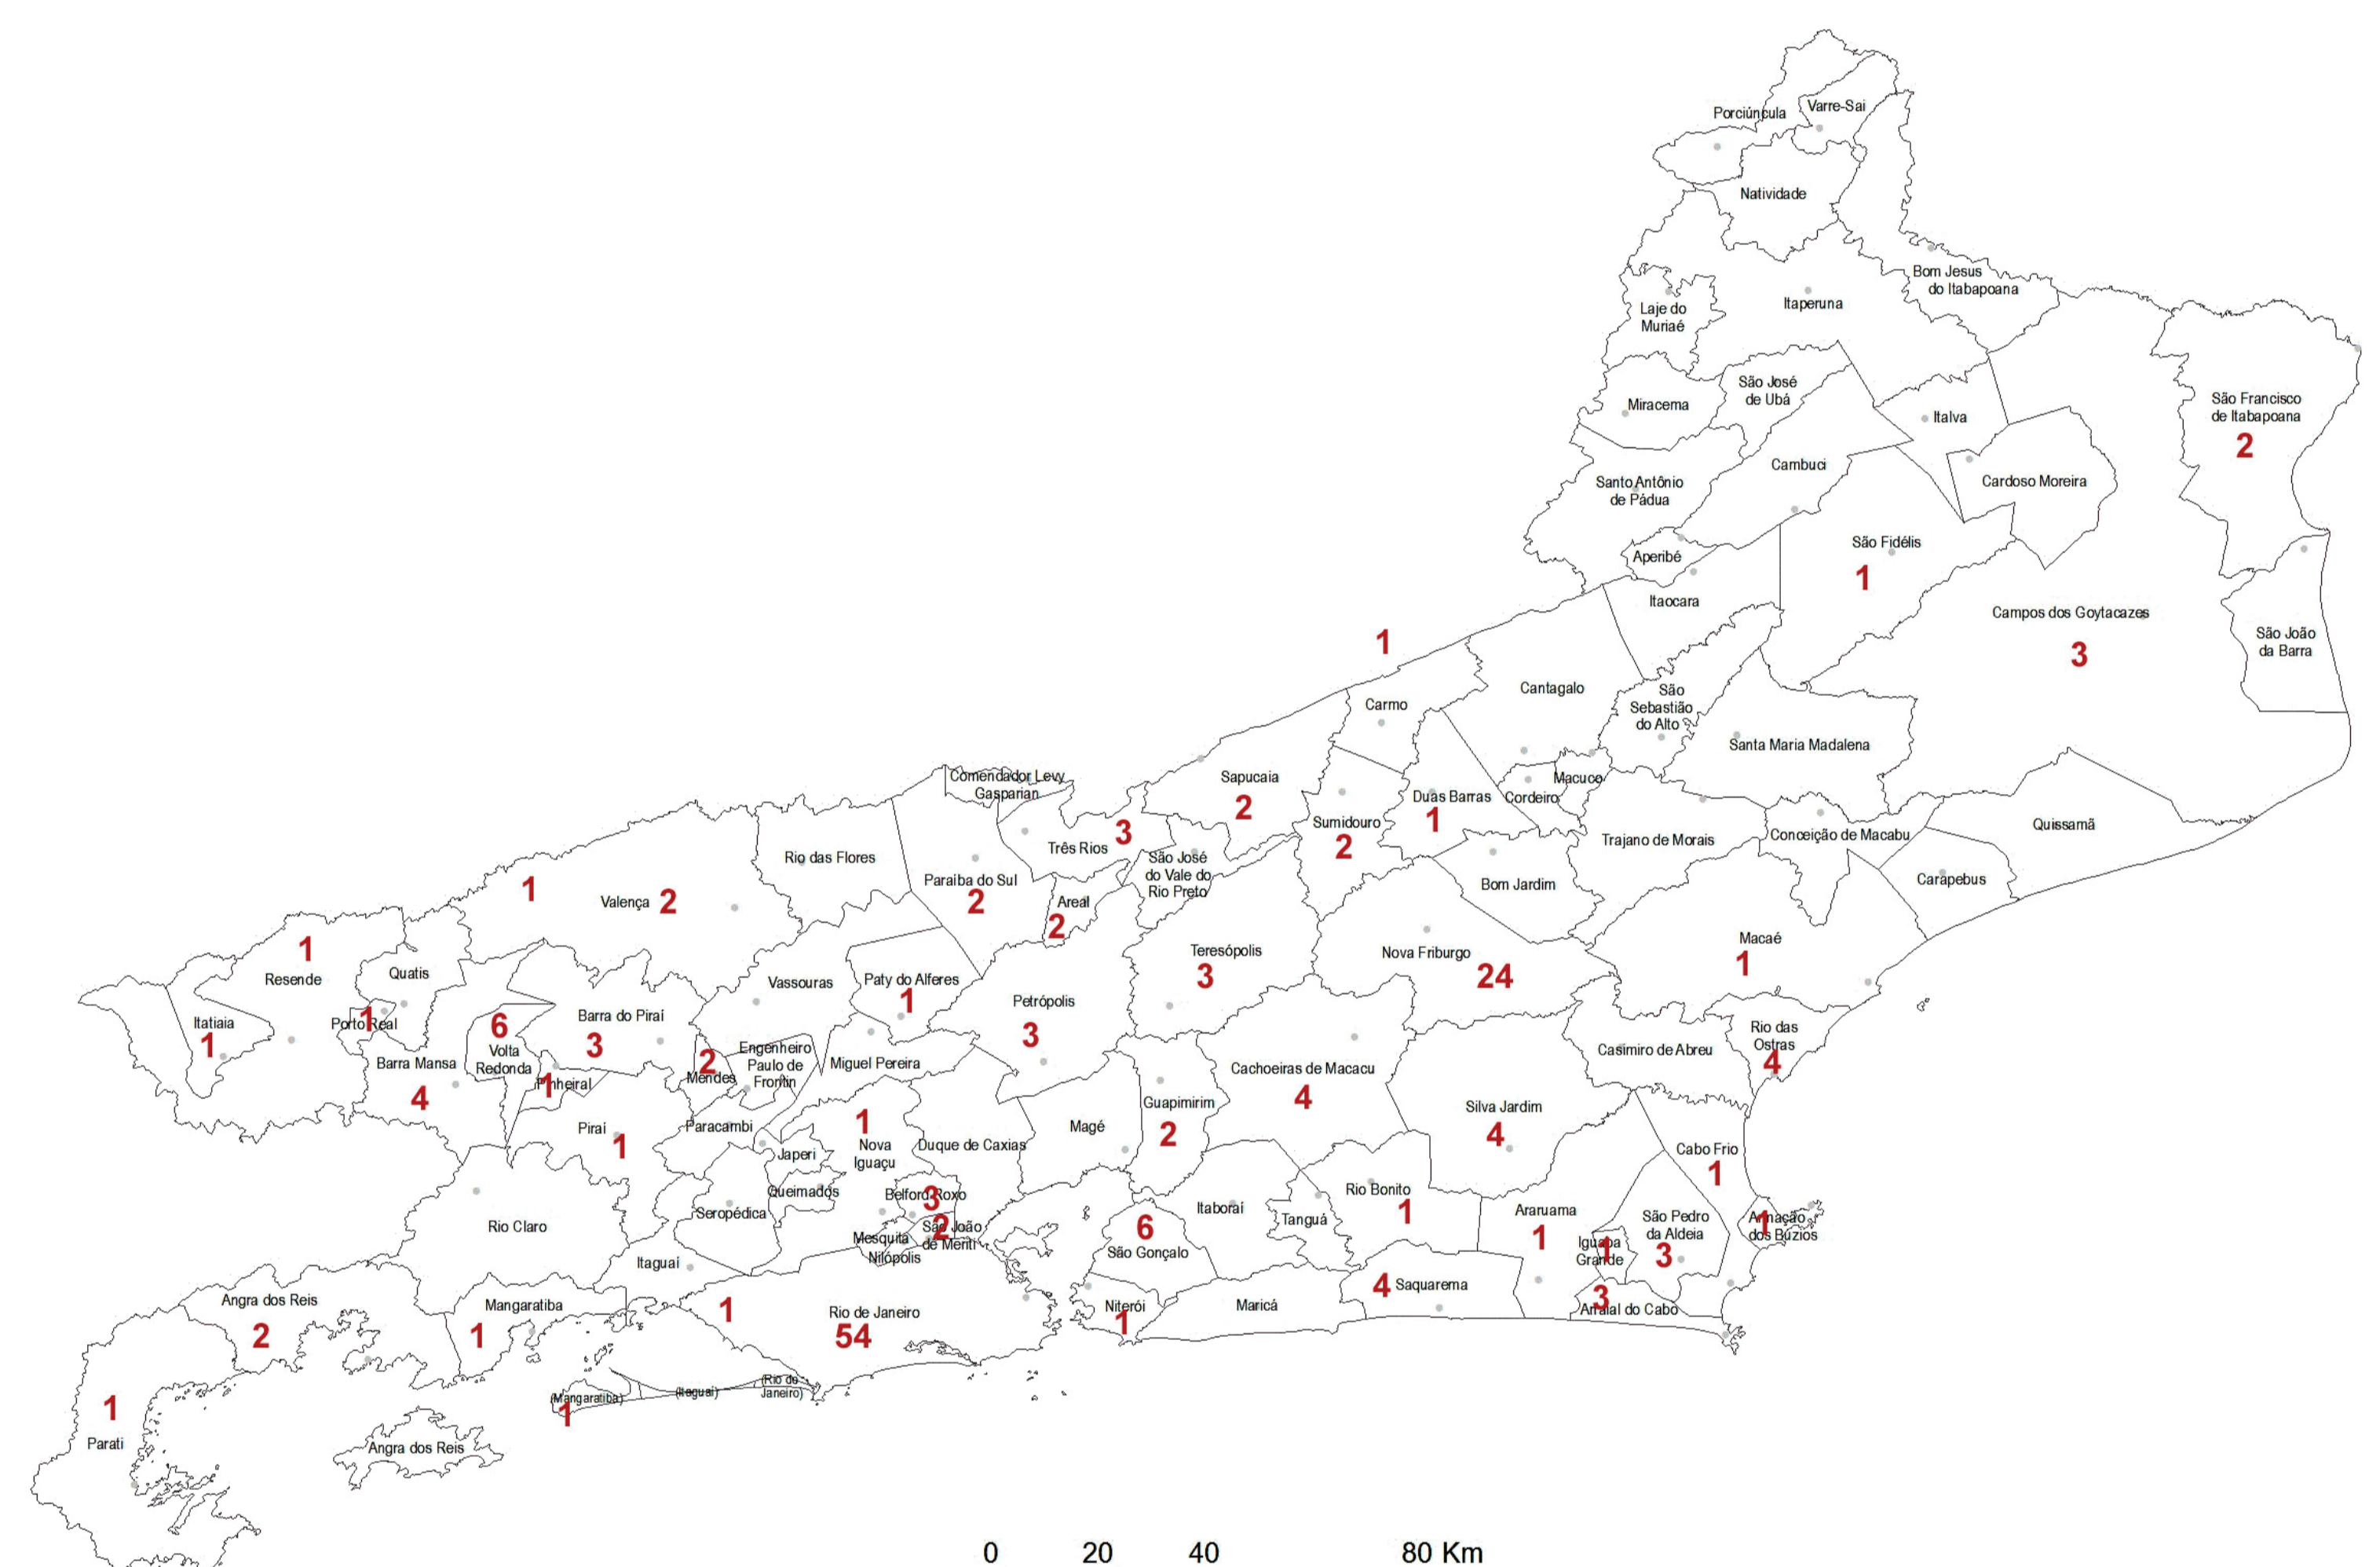 Porciúncula
Varre-Sai
Natividade
Bom Jesus
do Itabapoana
Itaperuna
Laje do
Muriaé
São José
de Ubá
Miracema
Italva
São Francisco
de Itabapoana
2
Cambuci
Cardoso Moreira
Santo Antônio
de Pádua
São Fidélis
1
Aperibé
Itaocara
Campos dos Goytacazes
3
São João
da Barra
1
Cantagalo
Carmo
São
Sebastião
do Alto
Santa Maria Madalena
Comendador Levy
Gasparian
Sapucaia
2
Macuco
Duas Barras
1
Cordeiro
Sumidouro
2
Quissamã
Conceição de Macabu
Trajano de Morais
3
Três Rios
Rio das Flores
São José
do Vale do
Rio Preto
Paraiba do Sul
2
Bom Jardim
Carapebus
1
Valença 2
Areal
2
Macaé
1
1
Resende
Teresópolis
3
Nova Friburgo
24
Quatis
Vassouras
Paty do Alferes
1
Petrópolis
3
Itatiaia
1
1
Porto Real
6
Volta
Redonda
Barra do Piraí
3
Rio das
Ostras
4
Casimiro de Abreu
Barra Mansa
4
2
Mendes
Engenheiro
Paulo de
Frontin
Miguel Pereira
Cachoeiras de Macacu
4
1
Pinheiral
Guapimirim
2
Silva Jardim
4
Piraí
1
Paracambi
1
Nova
Iguaçu
Japeri
Duque de Caxias
Magé
Cabo Frio
1
Queimados
Belford Roxo
3
Rio Bonito
1
Seropédica
Itaboraí
Tanguá
Araruama
1
São Pedro
da Aldeia
3
Armação
dos Búzios
1
Rio Claro
Mesquita
São João
de Meriti
2
Nilópolis
6
São Gonçalo
Iguaba
Grande
1
Itaguaí
4 Saquarema
3
Arraial do Cabo
Angra dos Reis
2
Mangaratiba
1
1
Rio de Janeiro
54
Niterói
1
Maricá
(Mangaratiba)
1
(Itaguaí)
(Rio de
Janeiro)
1
Parati
Angra dos Reis
0 20 40 80 Km